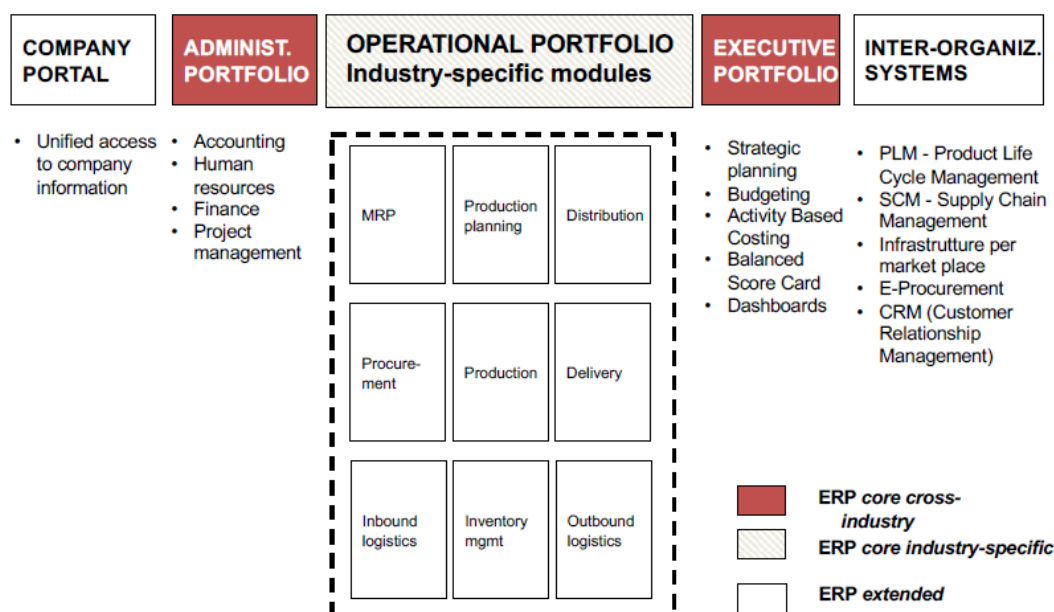 COMPANY
PORTAL
ADMINIST.
PORTFOLIO
OPERATIONAL PORTFOLIO
Industry-specific modules
EXECUTIVE
PORTFOLIO
INTER-ORGANIZ.
SYSTEMS
• Unified access
to company
information
• Accounting
• Human
resources
• Finance
• Project
management
MRP
Production
planning
Distribution
Procure-
ment
Production
Delivery
Inbound
logistics
Inventory
mgmt
Outbound
logistics
• Strategic
planning
• Budgeting
• Activity Based
Costing
• Balanced
Score Card
• Dashboards
• PLM - Product Life
Cycle Management
• SCM - Supply Chain
Management
• Infrastrutture per
market place
• E-Procurement
• CRM (Customer
Relationship
Management)
ERP core cross-
industry
ERP core industry-specific
ERP extended